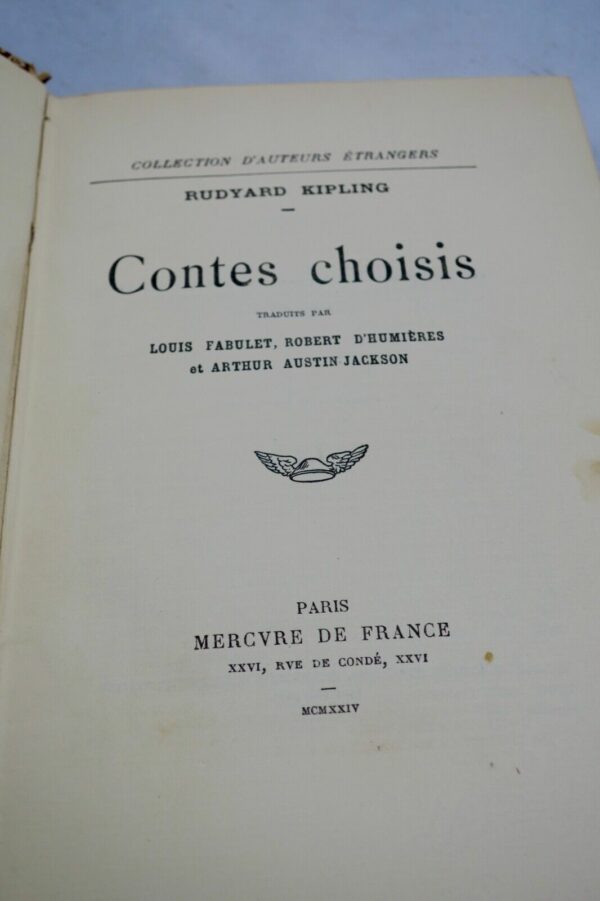 COLLECTION D'AUTEURS ÉTRANGERS
RUDYARD KIPLING
Contes choisis
TRADUITS PAR
LOUIS FABULET, ROBERT D'HUMIÈRES
et ARTHUR AUSTIN JACKSON
PARIS
MERCVRE DE FRANCE
XXVI, RVE DE CONDÉ, XXVI
MCMXXIV